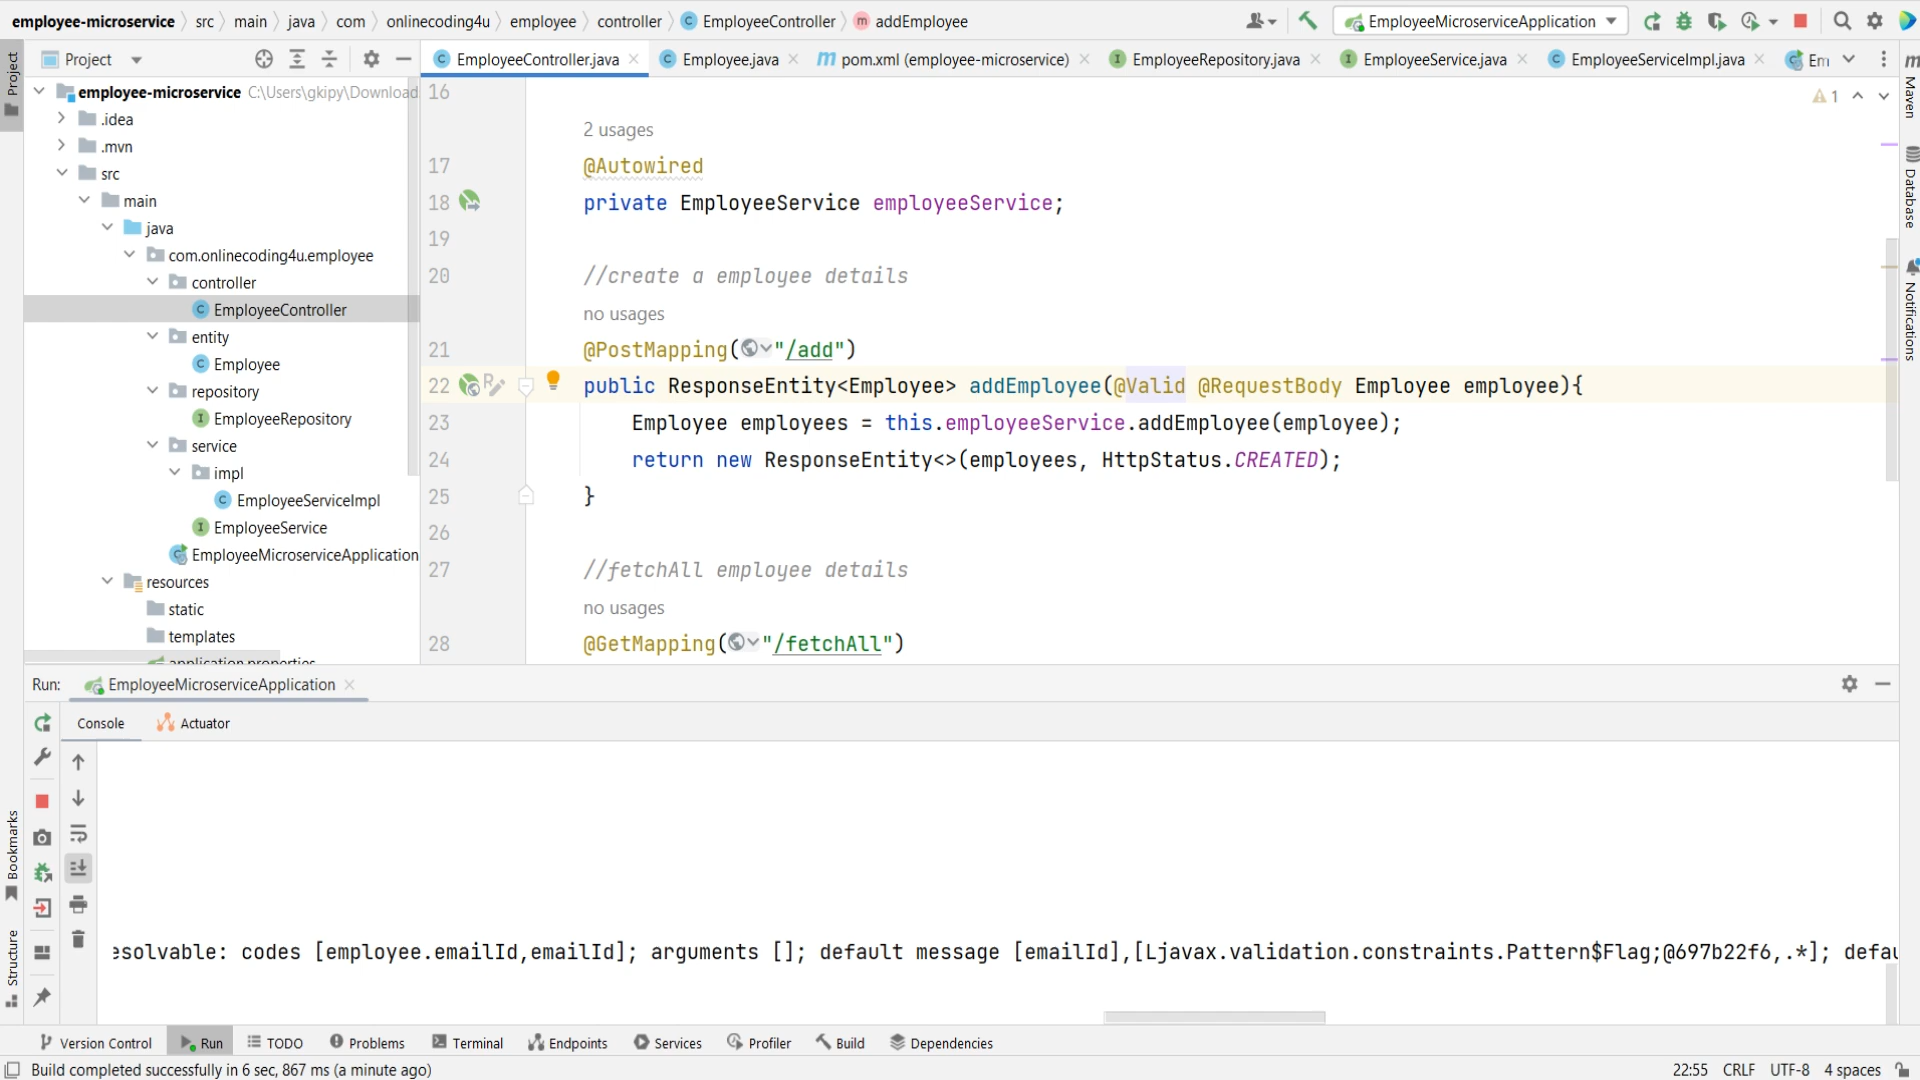 employee-microservice src main java com onlinecoding4u employee controller EmployeeController addEmployee
EmployeeMicroserviceApplication
Project
EmployeeController.java
Employee.java
pom.xml (employee-microservice)
EmployeeRepository.java
EmployeeService.java
EmployeeServiceImpl.java
Em
Project
Bookmarks
Structure
Maven
Database
Notifications
employee-microservice C:\Users\gkipy\Download
.idea
.mvn
src
main
java
com.onlinecoding4u.employee
controller
EmployeeController
entity
Employee
repository
EmployeeRepository
service
impl
EmployeeServiceImpl
EmployeeService
EmployeeMicroserviceApplication
resources
static
templates
application.properties
1
16
2 usages
17 @Autowired
18 private EmployeeService employeeService;
19
20 //create a employee details
no usages
21 @PostMapping("/add")
22 public ResponseEntity<Employee> addEmployee(@Valid @RequestBody Employee employee){
23 Employee employees = this.employeeService.addEmployee(employee);
24 return new ResponseEntity<>(employees, HttpStatus.CREATED);
25 }
26
27 //fetchAll employee details
no usages
28 @GetMapping("/fetchAll")
Run: EmployeeMicroserviceApplication
Console
Actuator
esolvable: codes [employee.emailId,emailId]; arguments []; default message [emailId],[Ljavax.validation.constraints.Pattern$Flag;@697b22f6,.*]; defau
Version Control
Run
TODO
Problems
Terminal
Endpoints
Services
Profiler
Build
Dependencies
Build completed successfully in 6 sec, 867 ms (a minute ago)
22:55 CRLF UTF-8 4 spaces